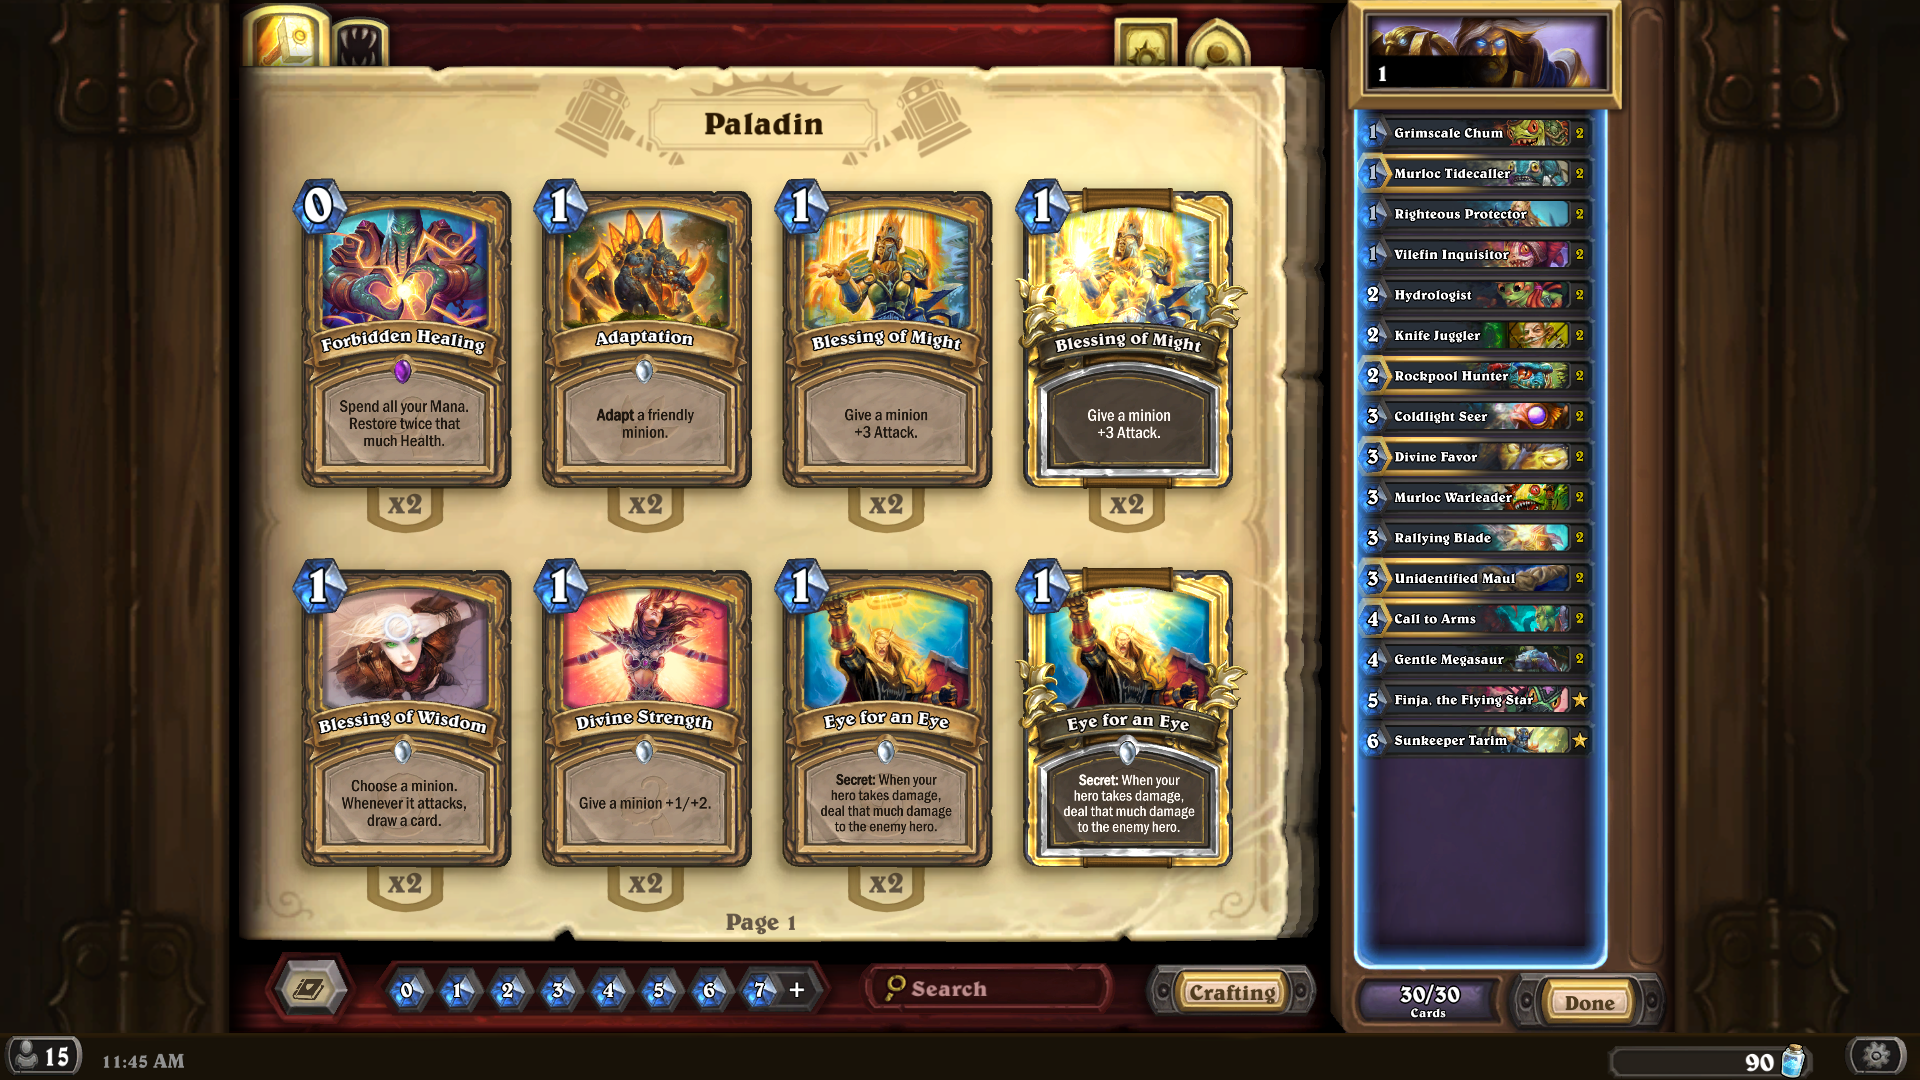 Paladin
0
Forbidden Healing
Spend all your Mana.
Restore twice that
much Health.
x2
1
Adaptation
Adapt a friendly
minion.
x2
1
Blessing of Might
Give a minion
+3 Attack.
x2
1
Blessing of Might
Give a minion
+3 Attack.
x2
1
Blessing of Wisdom
Choose a minion.
Whenever it attacks,
draw a card.
x2
1
Divine Strength
Give a minion +1/+2.
x2
1
Eye for an Eye
Secret: When your
hero takes damage,
deal that much damage
to the enemy hero.
x2
1
Eye for an Eye
Secret: When your
hero takes damage,
deal that much damage
to the enemy hero.
Page 1
0 1 2 3 4 5 6 7 +
Search
Crafting
1
1 Grimscale Chum 2
1 Murloc Tidecaller 2
1 Righteous Protector 2
1 Vilefin Inquisitor 2
2 Hydrologist 2
2 Knife Juggler 2
2 Rockpool Hunter 2
3 Coldlight Seer 2
3 Divine Favor 2
3 Murloc Warleader 2
3 Rallying Blade 2
3 Unidentified Maul 2
4 Call to Arms 2
4 Gentle Megasaur 2
5 Finja, the Flying Star
6 Sunkeeper Tarim
30/30
Cards
Done
15
11:45 AM
90